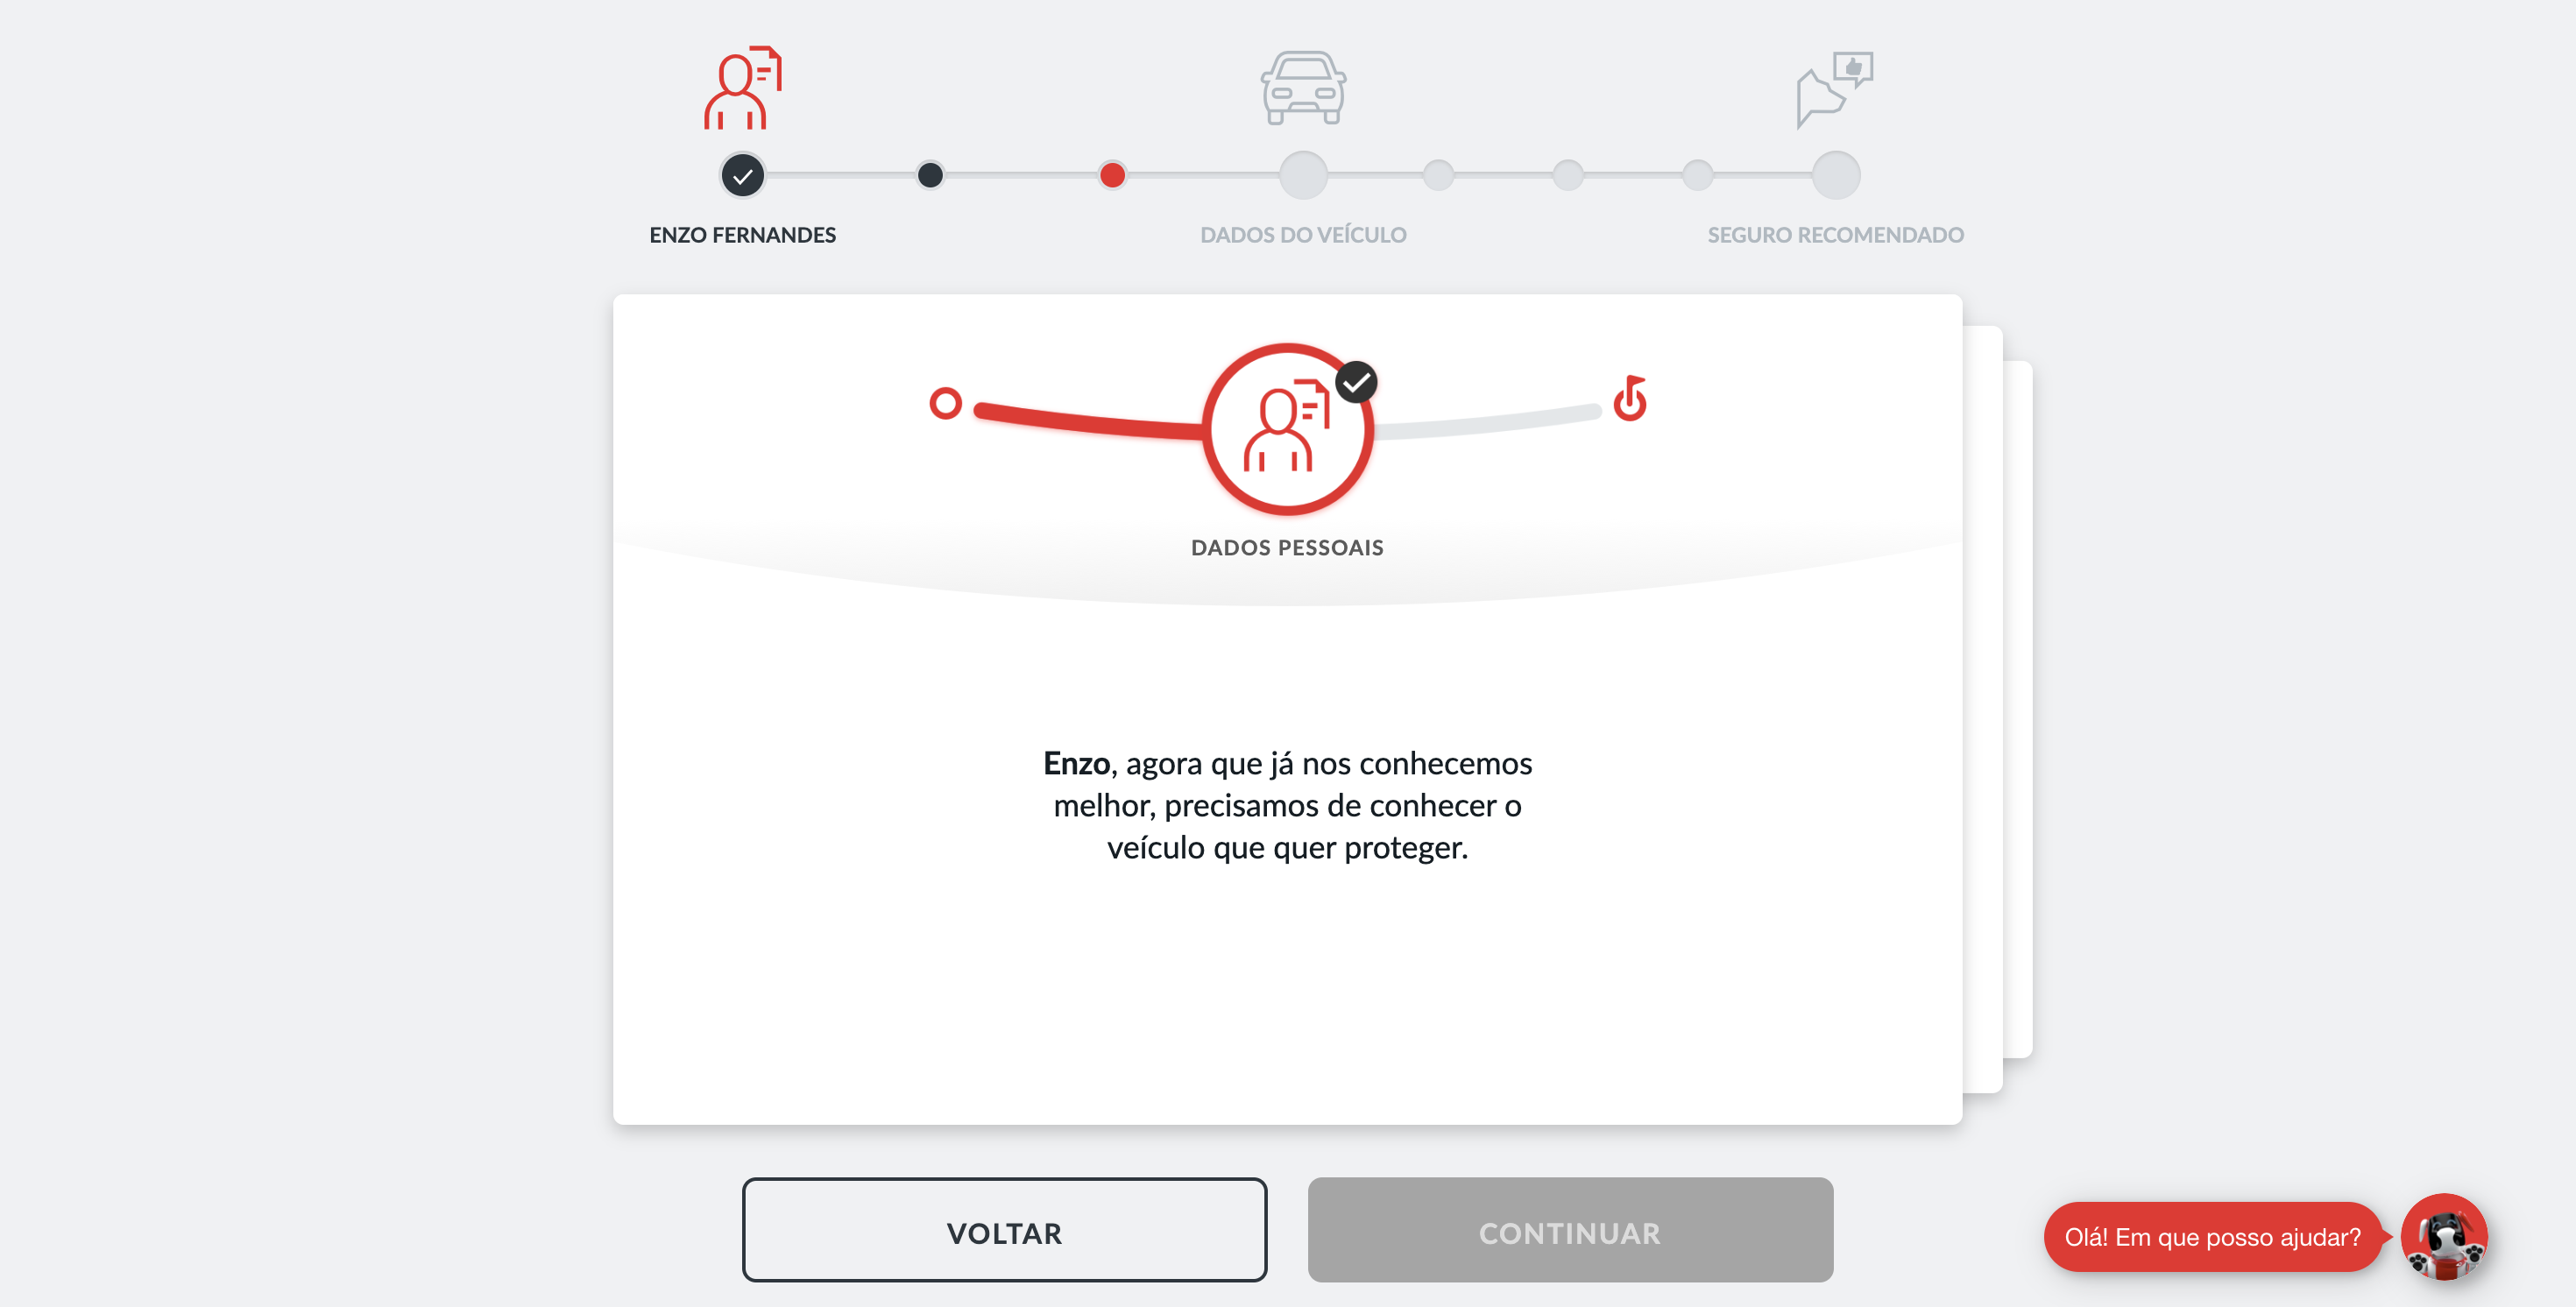 ENZO FERNANDES
DADOS DO VEÍCULO
SEGURO RECOMENDADO
DADOS PESSOAIS
Enzo, agora que já nos conhecemos
melhor, precisamos de conhecer o
veículo que quer proteger.
VOLTAR
CONTINUAR
Olá! Em que posso ajudar?